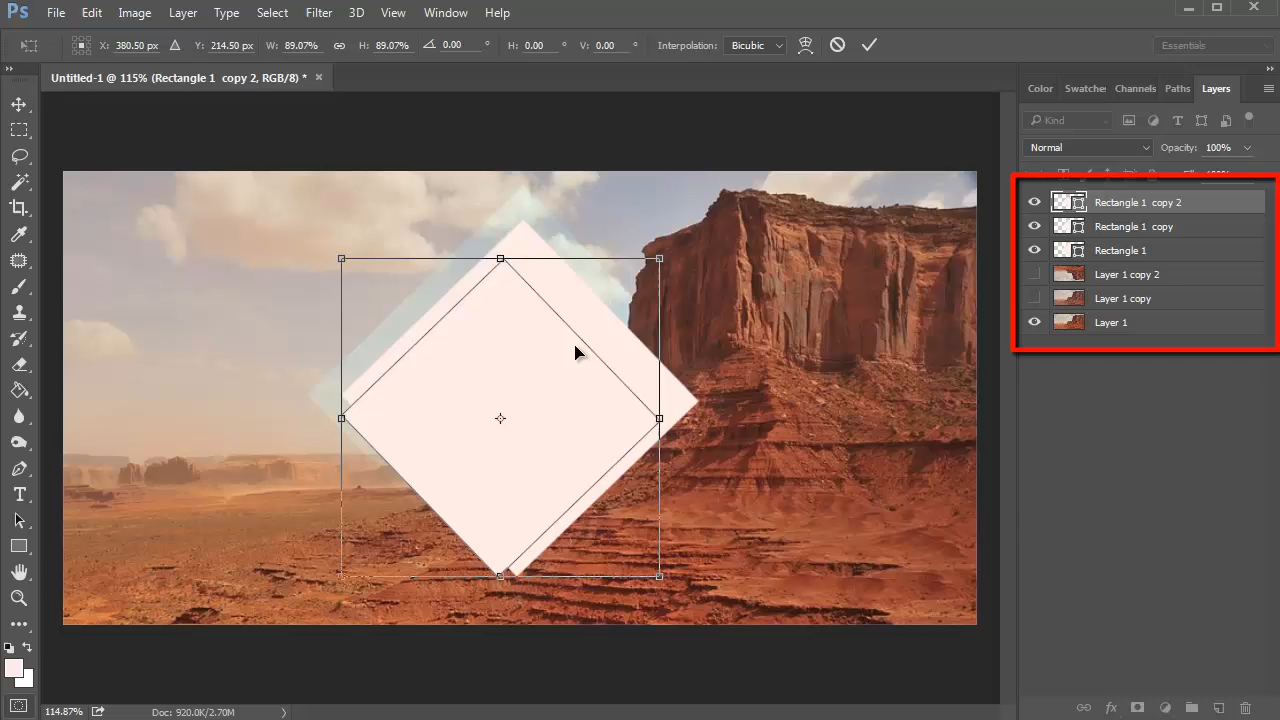 Ps File Edit Image Layer Type Select Filter 3D View Window Help
X: 380.50 px Y: 214.50 px W: 89.07% H: 89.07% 0.00 ° H: 0.00 ° V: 0.00 ° Interpolation: Bicubic Essentials
Untitled-1 @ 115% (Rectangle 1 copy 2, RGB/8) * ×
Color Swatches Channels Paths Layers
Kind
Normal Opacity: 100%
Rectangle 1 copy 2
Rectangle 1 copy
Rectangle 1
Layer 1 copy 2
Layer 1 copy
Layer 1
114.87% Doc: 920.0K/2.70M
fx